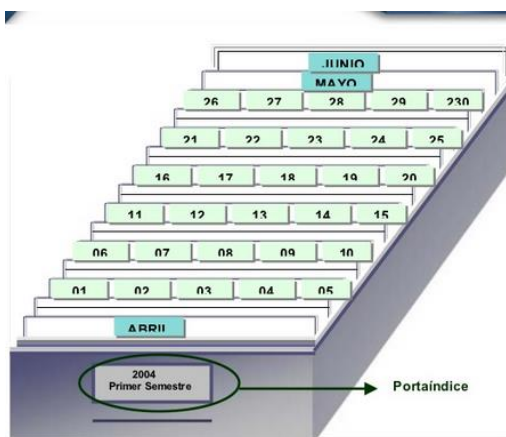 JUNIO
MAYO
26 27 28 29 230
21 22 23 24 25
16 17 18 19 20
11 12 13 14 15
06 07 08 09 10
01 02 03 04 05
ABRIL
2004
Primer Semestre
Portaíndice